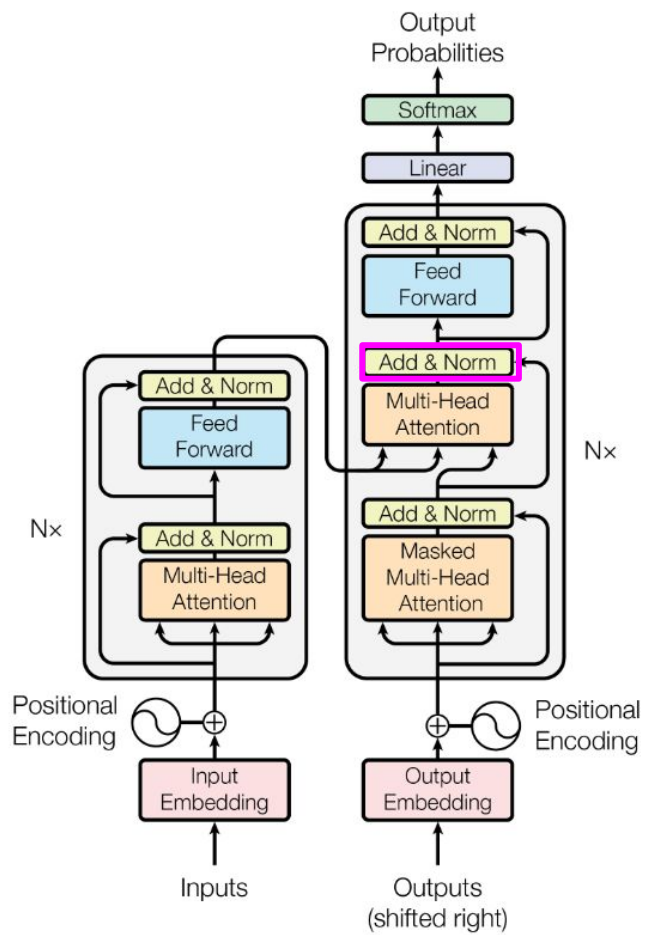 Output
Probabilities
Softmax
Linear
Add & Norm
Feed
Forward
Add & Norm
Multi-Head
Attention
Add & Norm
Masked
Multi-Head
Attention
N×
Add & Norm
Feed
Forward
Add & Norm
Multi-Head
Attention
N×
Positional
Encoding
Positional
Encoding
Input
Embedding
Output
Embedding
Inputs
Outputs
(shifted right)